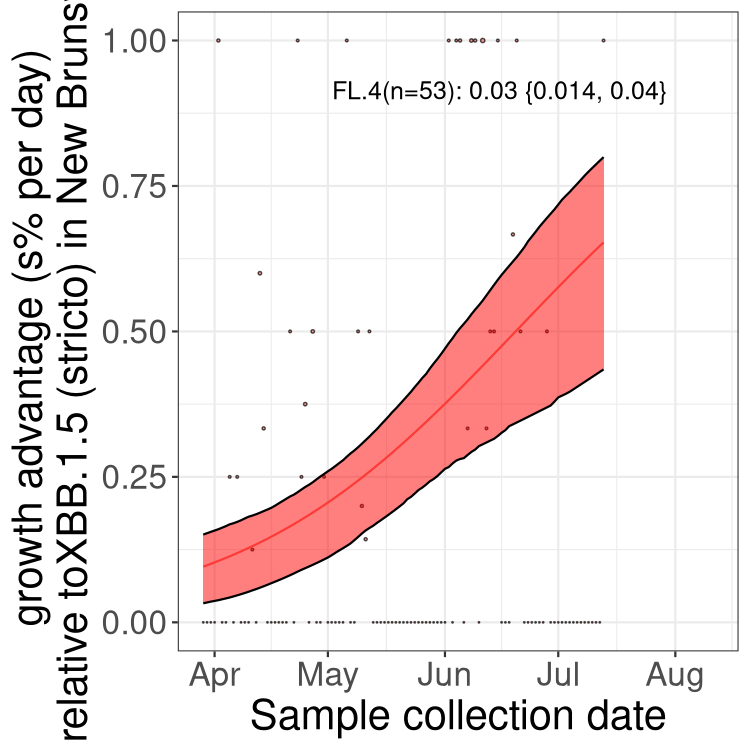 growth advantage (s% per day)
relative toXBB.1.5 (stricto) in New Bruns
1.00
0.75
0.50
0.25
0.00
FL.4(n=53): 0.03 {0.014, 0.04}
Apr May Jun Jul Aug
Sample collection date